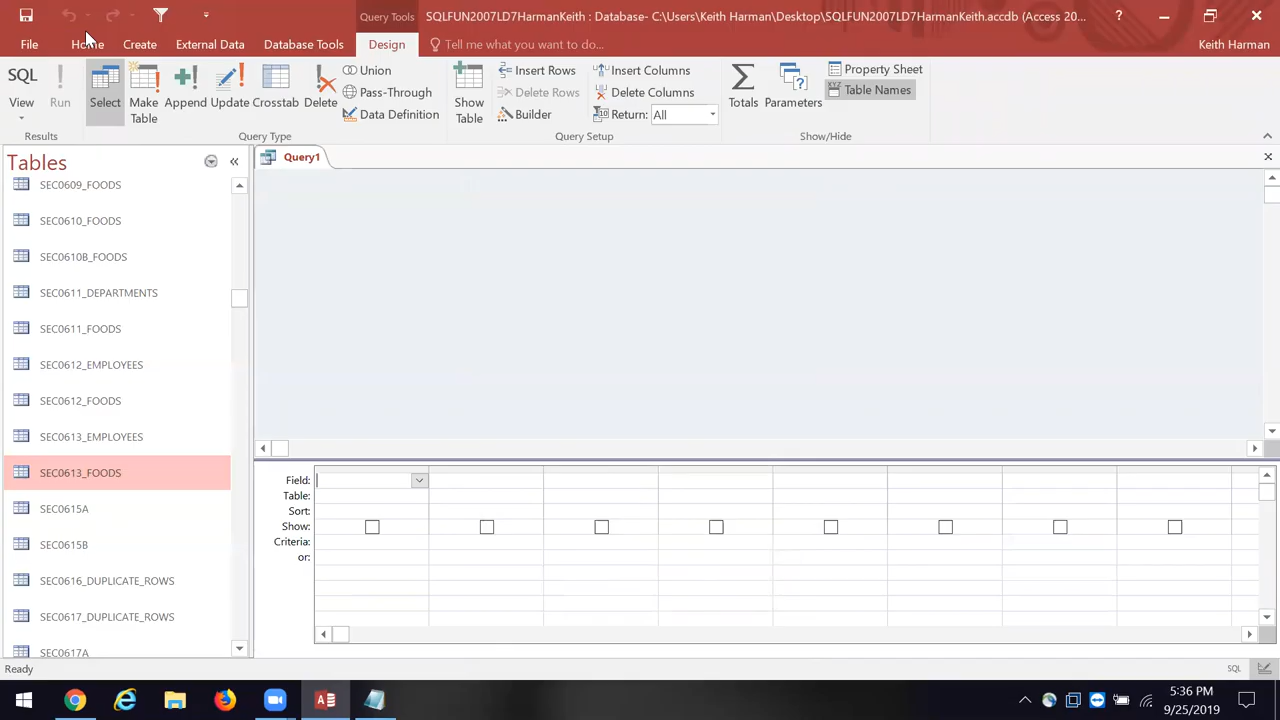 Query Tools
SQLFUN2007LD7HarmanKeith : Database- C:\Users\Keith Harman\Desktop\SQLFUN2007LD7HarmanKeith.accdb (Access 20...
?
File Home Create External Data Database Tools Design Tell me what you want to do... Keith Harman
SQL View
Run
Results
Select
Make Table
Append
Update
Crosstab
Delete
Union
Pass-Through
Data Definition
Query Type
Show Table
Insert Rows
Delete Rows
Builder
Insert Columns
Delete Columns
Return: All
Query Setup
Totals
Parameters
Property Sheet
Table Names
Show/Hide
Tables
SEC0609_FOODS
SEC0610_FOODS
SEC0610B_FOODS
SEC0611_DEPARTMENTS
SEC0611_FOODS
SEC0612_EMPLOYEES
SEC0612_FOODS
SEC0613_EMPLOYEES
SEC0613_FOODS
SEC0615A
SEC0615B
SEC0616_DUPLICATE_ROWS
SEC0617_DUPLICATE_ROWS
SEC0617A
Query1
Field:
Table:
Sort:
Show:
Criteria:
or:
Ready
SQL
5:36 PM
9/25/2019